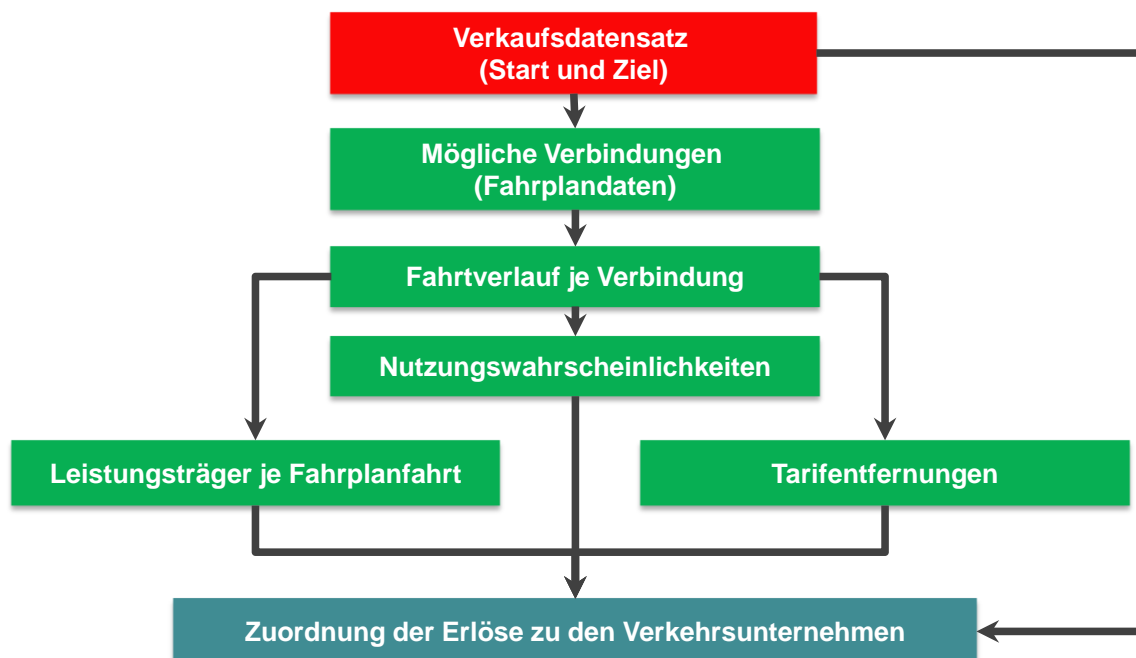 Verkaufsdatensatz
(Start und Ziel)
Mögliche Verbindungen
(Fahrplandaten)
Fahrtverlauf je Verbindung
Nutzungswahrscheinlichkeiten
Leistungsträger je Fahrplanfahrt
Tarifentfernungen
Zuordnung der Erlöse zu den Verkehrsunternehmen